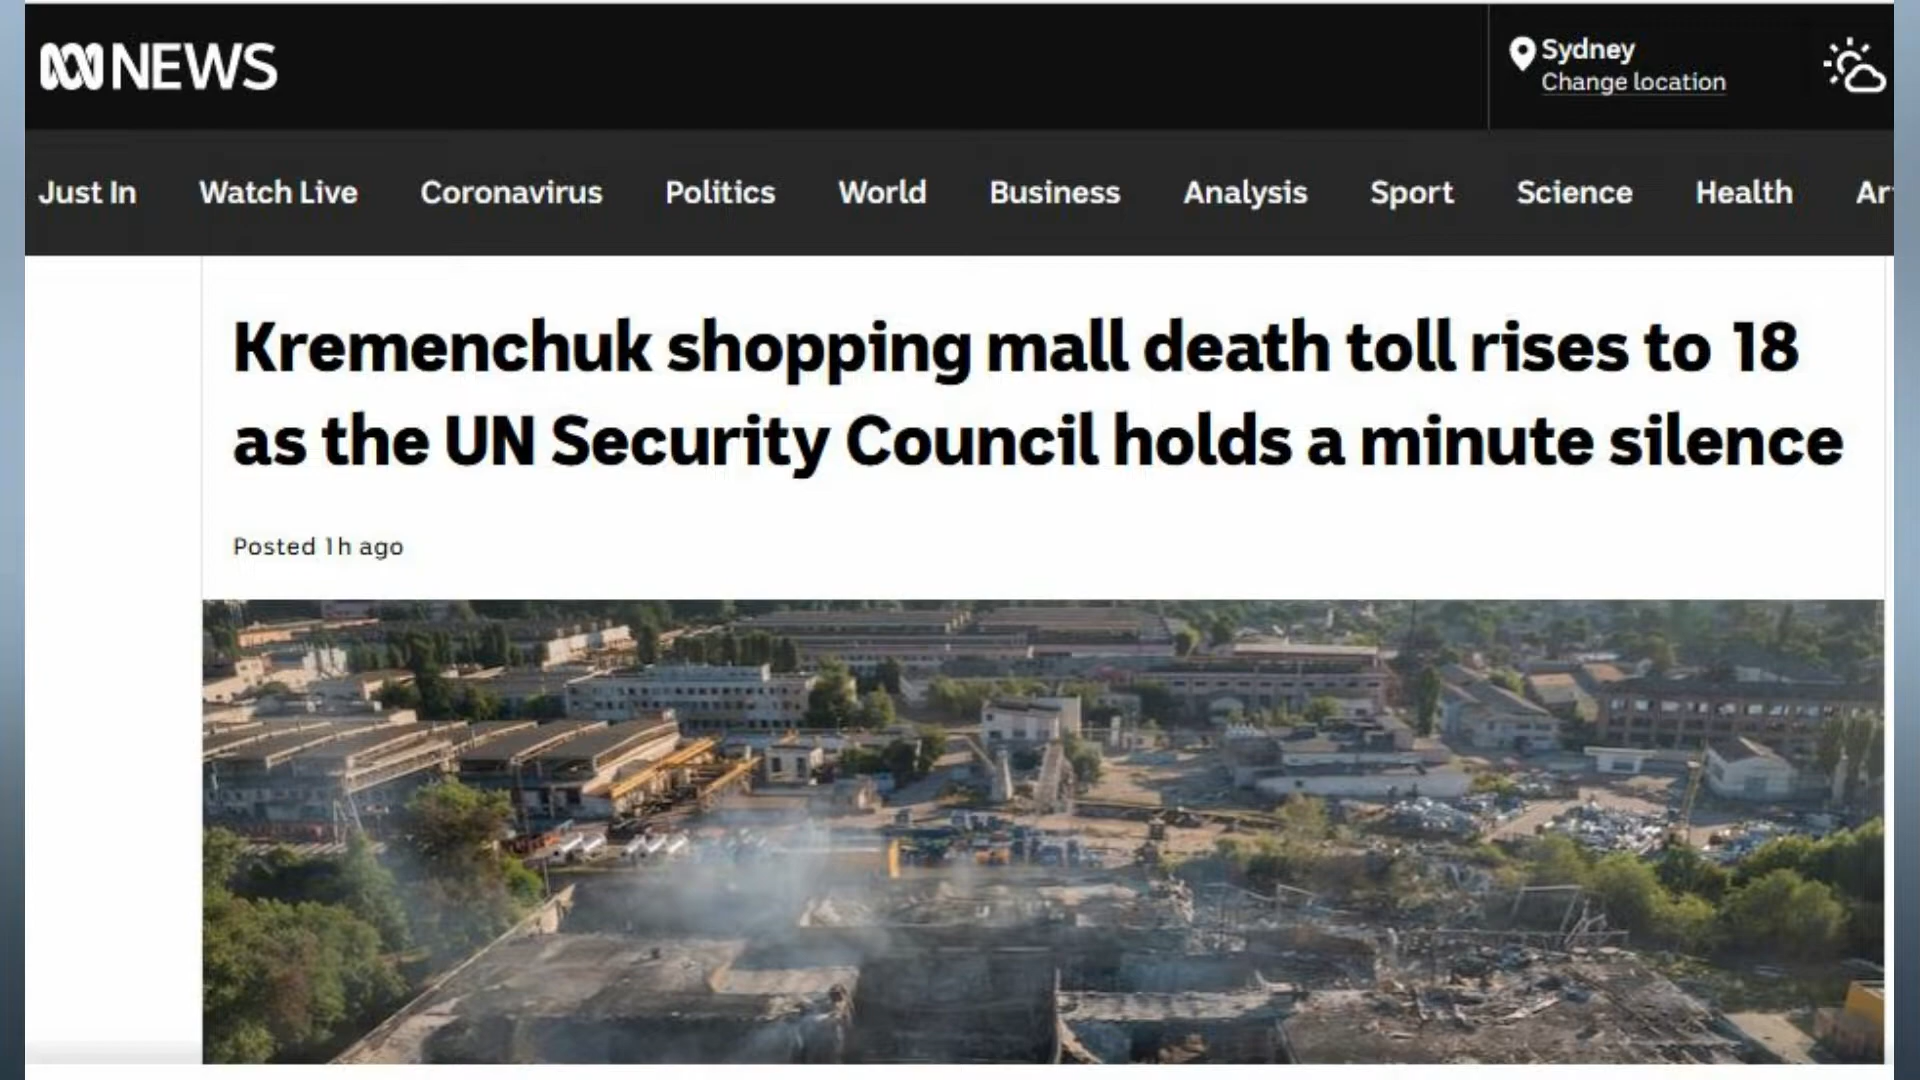 NEWS
Sydney
Change location
Just In Watch Live Coronavirus Politics World Business Analysis Sport Science Health Ar
Kremenchuk shopping mall death toll rises to 18
as the UN Security Council holds a minute silence
Posted 1h ago